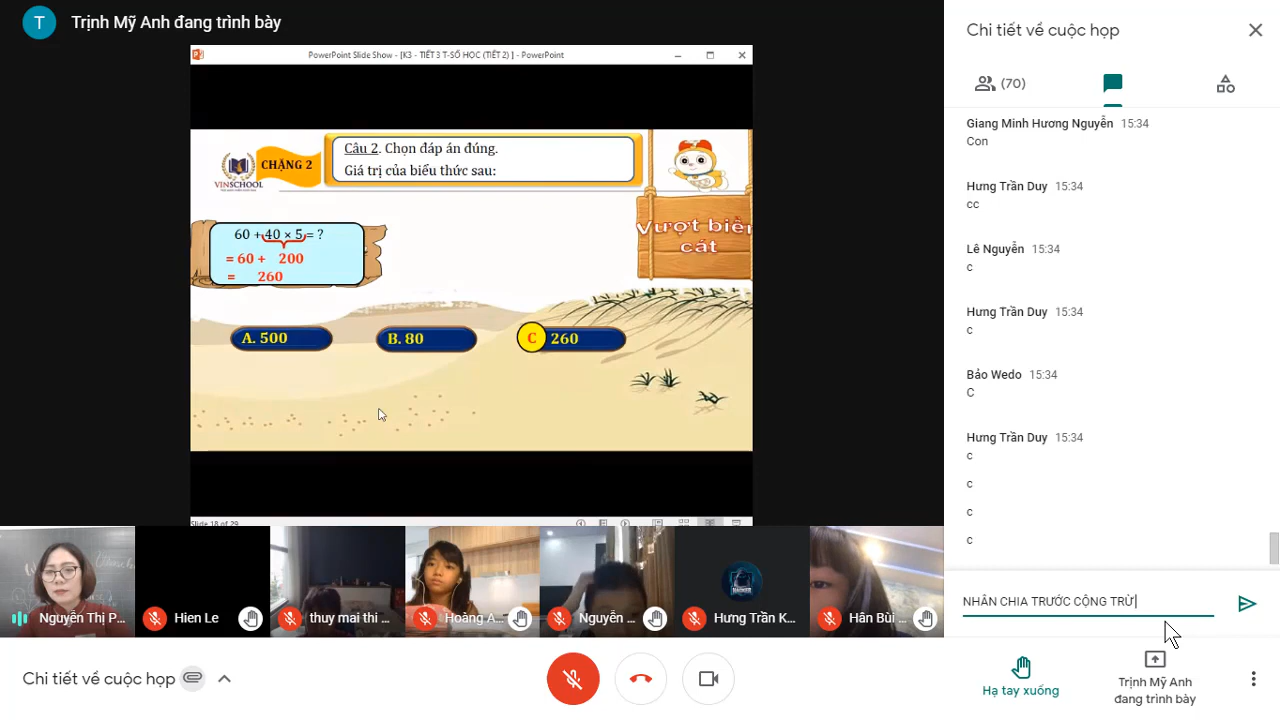 T Trịnh Mỹ Anh đang trình bày
PowerPoint Slide Show - [K3 - TIẾT 3 T-SỐ HỌC (TIẾT 2) ] - PowerPoint
VINSCHOOL
CHẶNG 2
Câu 2. Chọn đáp án đúng.
Giá trị của biểu thức sau:
Vượt biển
cát
60 + 40 × 5 = ?
= 60 + 200
= 260
A. 500
B. 80
C 260
Slide 18 of 29
Nguyễn Thị P...
Hien Le
thuy mai thi ...
Hoàng A...
Nguyễn ...
Hưng Trần K...
Hân Bùi ...
Chi tiết về cuộc họp
(70)
Giang Minh Hương Nguyễn 15:34
Con
Hưng Trần Duy 15:34
cc
Lê Nguyễn 15:34
c
Hưng Trần Duy 15:34
c
Bảo Wedo 15:34
C
Hưng Trần Duy 15:34
c
c
c
c
NHÂN CHIA TRƯỚC CỘNG TRỪ
Chi tiết về cuộc họp
Hạ tay xuống
Trịnh Mỹ Anh
đang trình bày